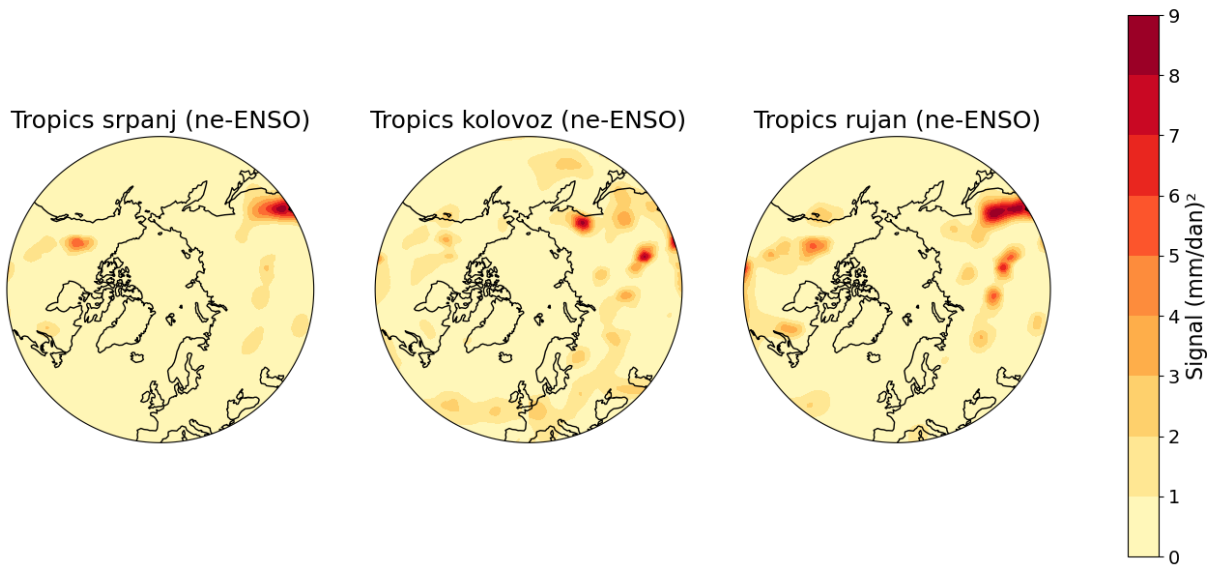 Tropics srpanj (ne-ENSO)
Tropics kolovoz (ne-ENSO)
Tropics rujan (ne-ENSO)
9
8
7
6
5
4
3
2
1
0
Signal (mm/dan)²